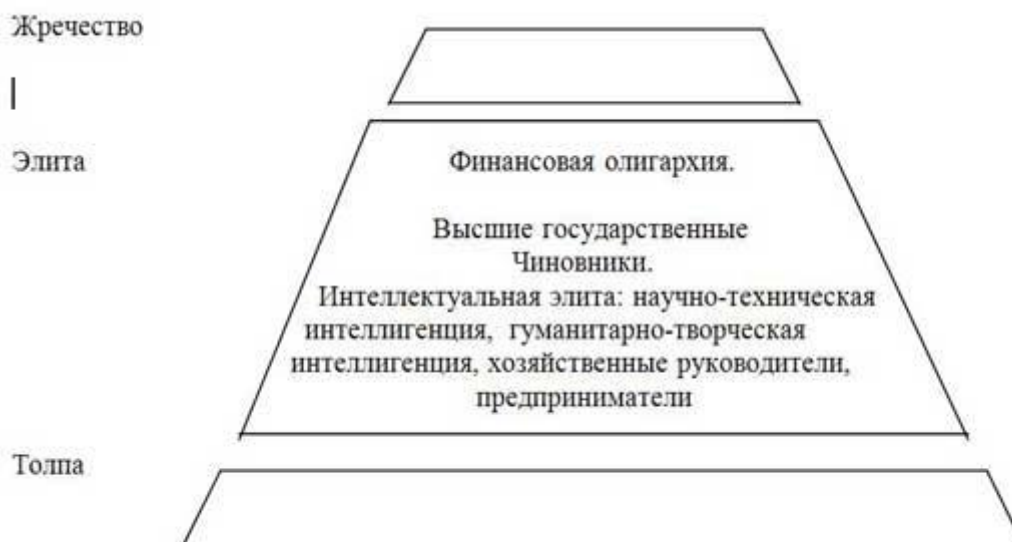 Жречество
Элита
Финансовая олигархия.
Высшие государственные
Чиновники.
Интеллектуальная элита: научно-техническая
интеллигенция, гуманитарно-творческая
интеллигенция, хозяйственные руководители,
предприниматели
Толпа